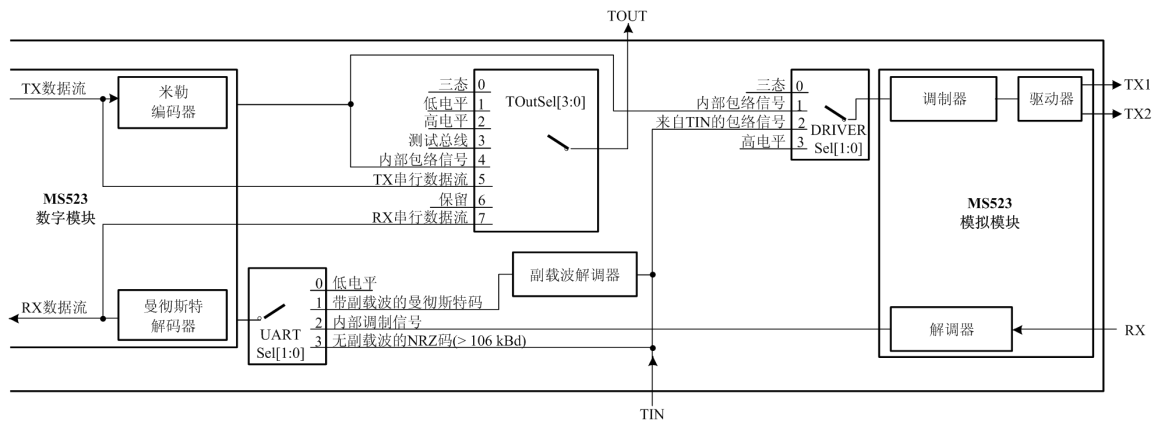 TOUT
TX数据流
米勒
编码器
三态 0
低电平 1
高电平 2
测试总线 3
内部包络信号 4
TX串行数据流 5
保留 6
RX串行数据流 7
TOutSel[3:0]
三态 0
内部包络信号 1
来自TIN的包络信号 2
高电平 3
DRIVER
Sel[1:0]
调制器
驱动器
TX1
TX2
MS523
数字模块
MS523
模拟模块
副载波解调器
RX数据流
曼彻斯特
解码器
UART
Sel[1:0]
0 低电平
1 带副载波的曼彻斯特码
2 内部调制信号
3 无副载波的NRZ码(> 106 kBd)
解调器
RX
TIN